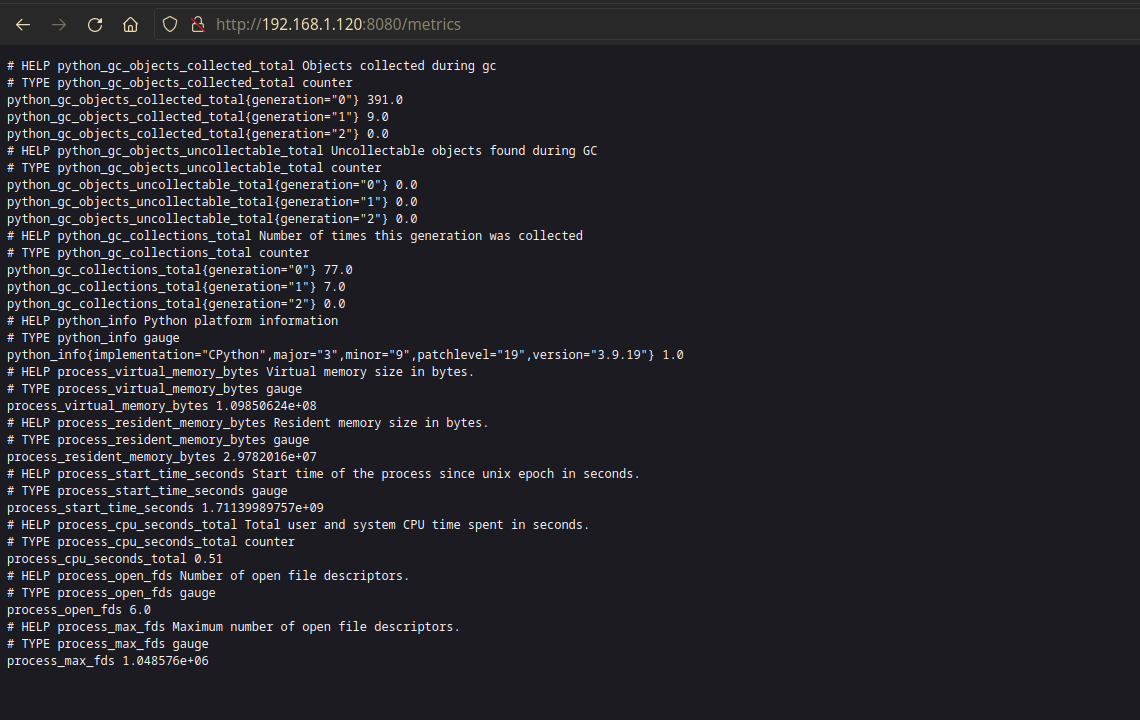 http://192.168.1.120:8080/metrics
# HELP python_gc_objects_collected_total Objects collected during gc
# TYPE python_gc_objects_collected_total counter
python_gc_objects_collected_total{generation="0"} 391.0
python_gc_objects_collected_total{generation="1"} 9.0
python_gc_objects_collected_total{generation="2"} 0.0
# HELP python_gc_objects_uncollectable_total Uncollectable objects found during GC
# TYPE python_gc_objects_uncollectable_total counter
python_gc_objects_uncollectable_total{generation="0"} 0.0
python_gc_objects_uncollectable_total{generation="1"} 0.0
python_gc_objects_uncollectable_total{generation="2"} 0.0
# HELP python_gc_collections_total Number of times this generation was collected
# TYPE python_gc_collections_total counter
python_gc_collections_total{generation="0"} 77.0
python_gc_collections_total{generation="1"} 7.0
python_gc_collections_total{generation="2"} 0.0
# HELP python_info Python platform information
# TYPE python_info gauge
python_info{implementation="CPython",major="3",minor="9",patchlevel="19",version="3.9.19"} 1.0
# HELP process_virtual_memory_bytes Virtual memory size in bytes.
# TYPE process_virtual_memory_bytes gauge
process_virtual_memory_bytes 1.09850624e+08
# HELP process_resident_memory_bytes Resident memory size in bytes.
# TYPE process_resident_memory_bytes gauge
process_resident_memory_bytes 2.9782016e+07
# HELP process_start_time_seconds Start time of the process since unix epoch in seconds.
# TYPE process_start_time_seconds gauge
process_start_time_seconds 1.71139989757e+09
# HELP process_cpu_seconds_total Total user and system CPU time spent in seconds.
# TYPE process_cpu_seconds_total counter
process_cpu_seconds_total 0.51
# HELP process_open_fds Number of open file descriptors.
# TYPE process_open_fds gauge
process_open_fds 6.0
# HELP process_max_fds Maximum number of open file descriptors.
# TYPE process_max_fds gauge
process_max_fds 1.048576e+06